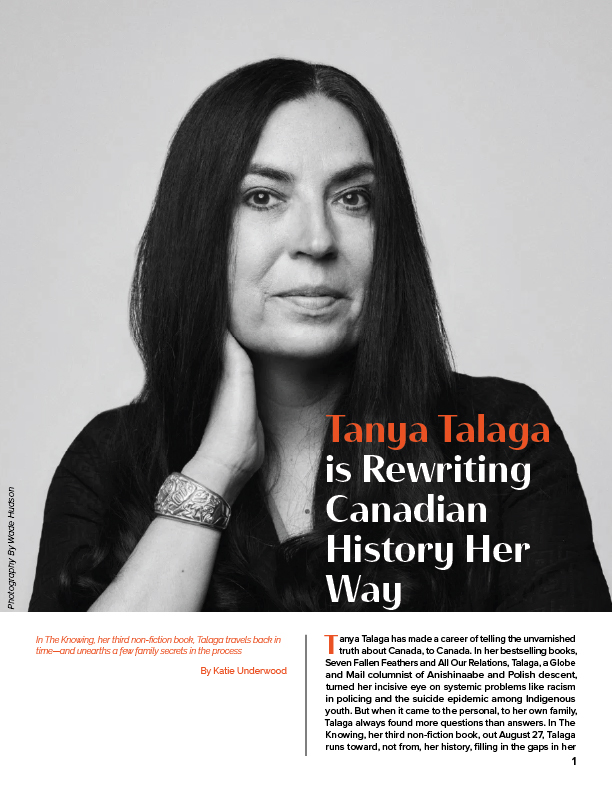 Tanya Talaga
is Rewriting
Canadian
History Her
Way
Photography By Wade Hudson
In The Knowing, her third non-fiction book, Talaga travels back in
time—and unearths a few family secrets in the process
By Katie Underwood
Tanya Talaga has made a career of telling the unvarnished
truth about Canada, to Canada. In her bestselling books,
Seven Fallen Feathers and All Our Relations, Talaga, a Globe
and Mail columnist of Anishinaabe and Polish descent,
turned her incisive eye on systemic problems like racism
in policing and the suicide epidemic among Indigenous
youth. But when it came to the personal, to her own family,
Talaga always found more questions than answers. In The
Knowing, her third non-fiction book, out August 27, Talaga
runs toward, not from, her history, filling in the gaps in her
1